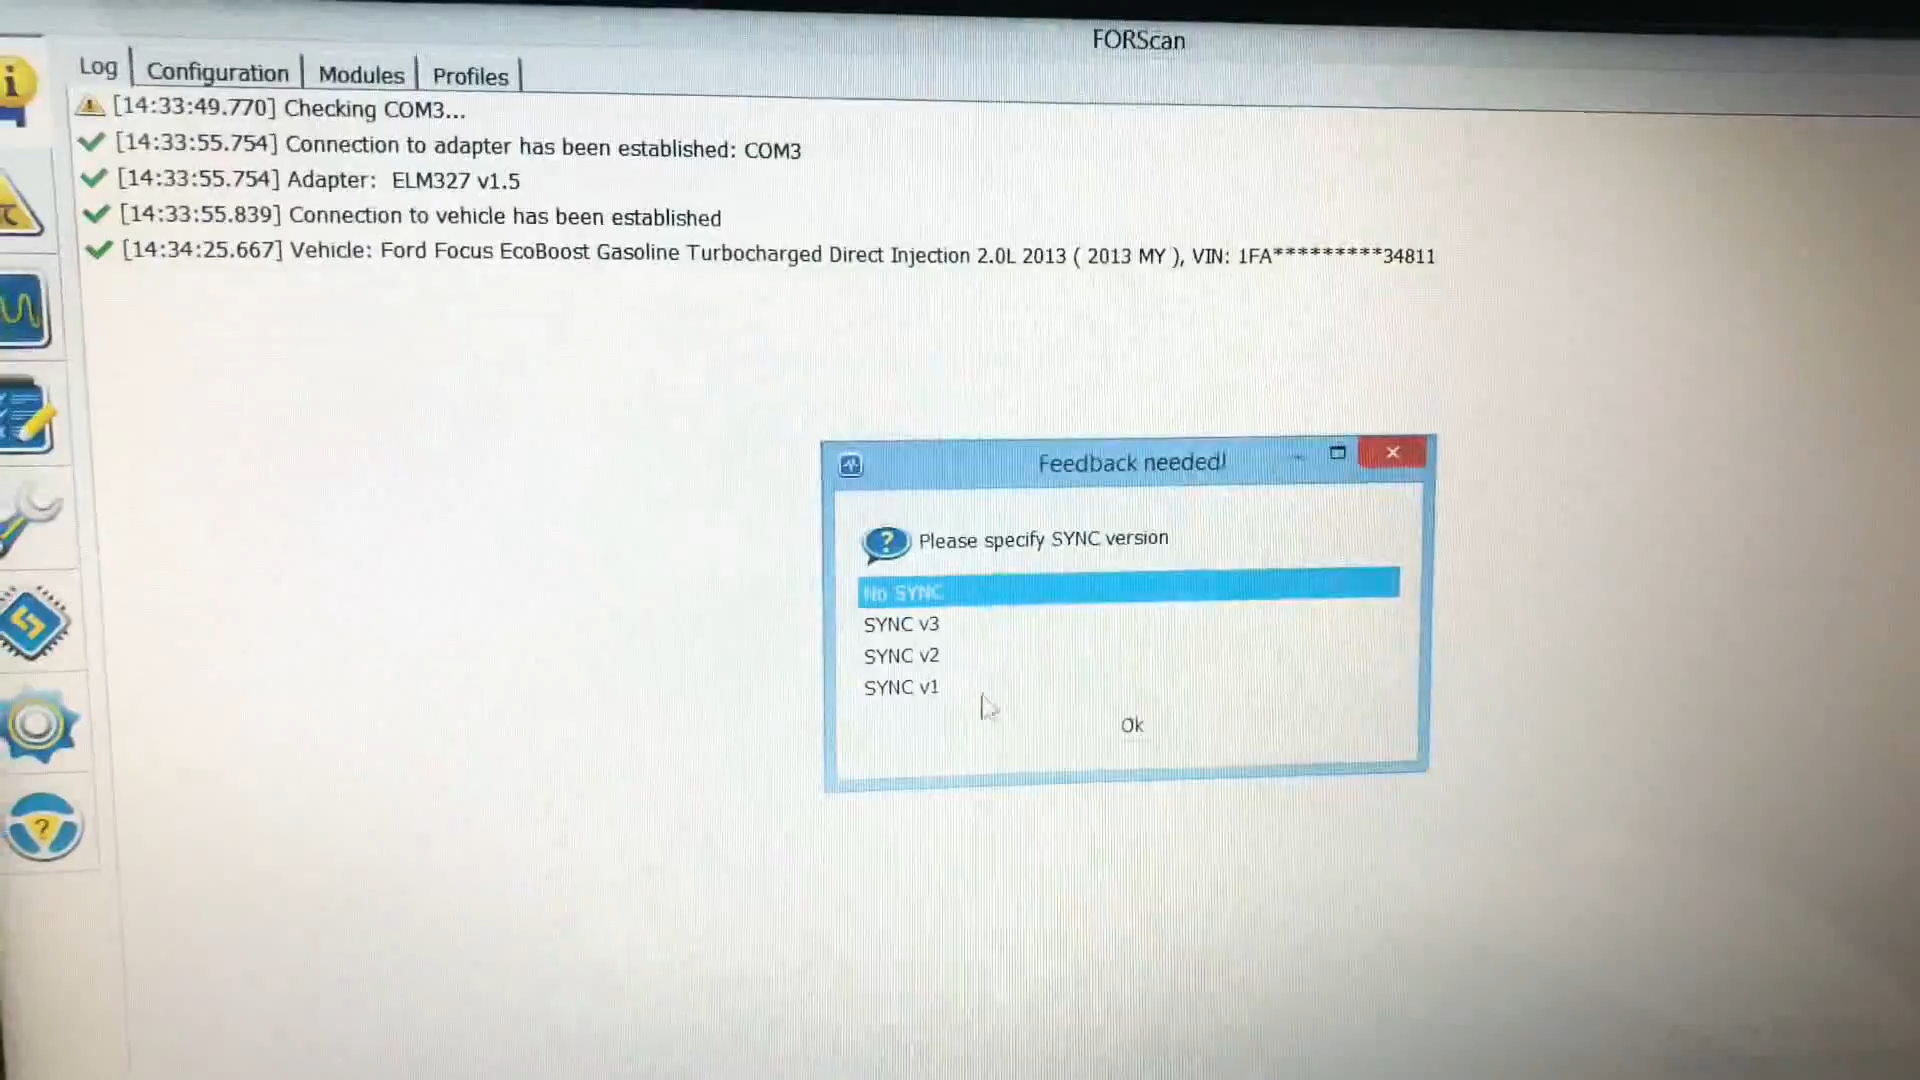 FORScan
Log Configuration Modules Profiles
[14:33:49.770] Checking COM3...
[14:33:55.754] Connection to adapter has been established: COM3
[14:33:55.754] Adapter: ELM327 v1.5
[14:33:55.839] Connection to vehicle has been established
[14:34:25.667] Vehicle: Ford Focus EcoBoost Gasoline Turbocharged Direct Injection 2.0L 2013 ( 2013 MY ), VIN: 1FA*********34811
Feedback needed!
? Please specify SYNC version
No SYNC
SYNC v3
SYNC v2
SYNC v1
Ok
?